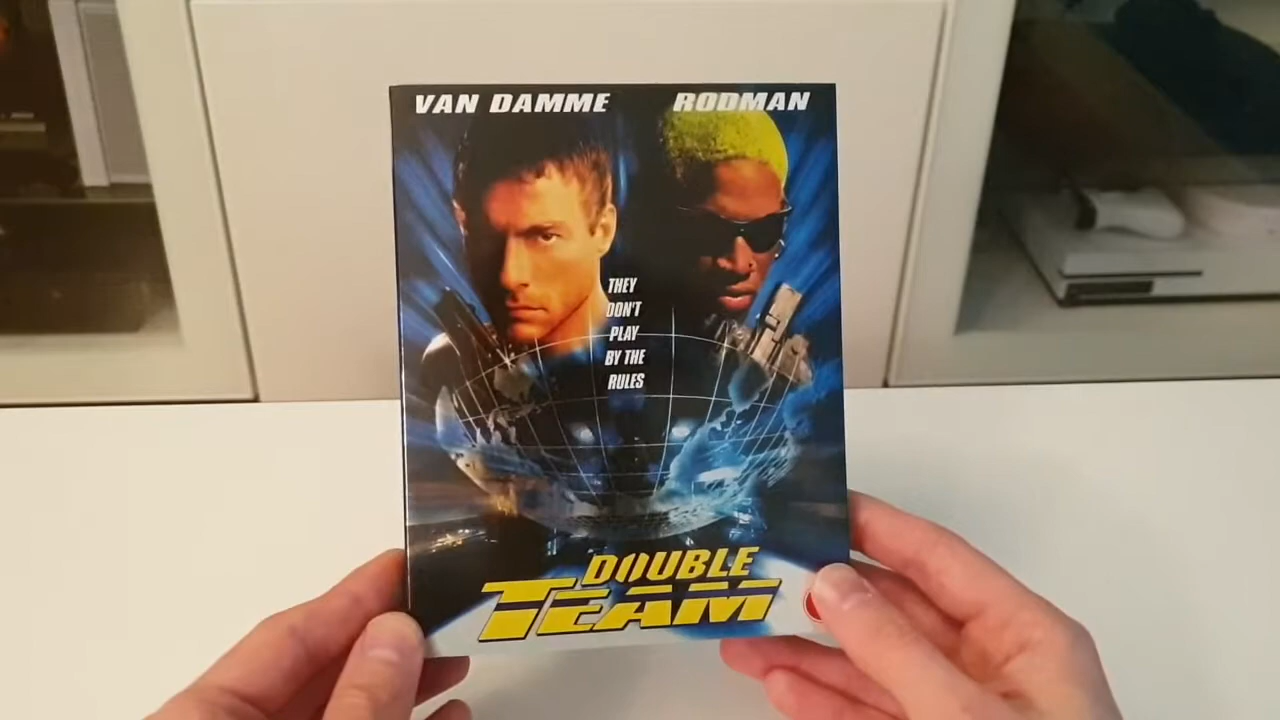 VAN DAMME RODMAN
THEY
DON'T
PLAY
BY THE
RULES
DOUBLE
TEAM